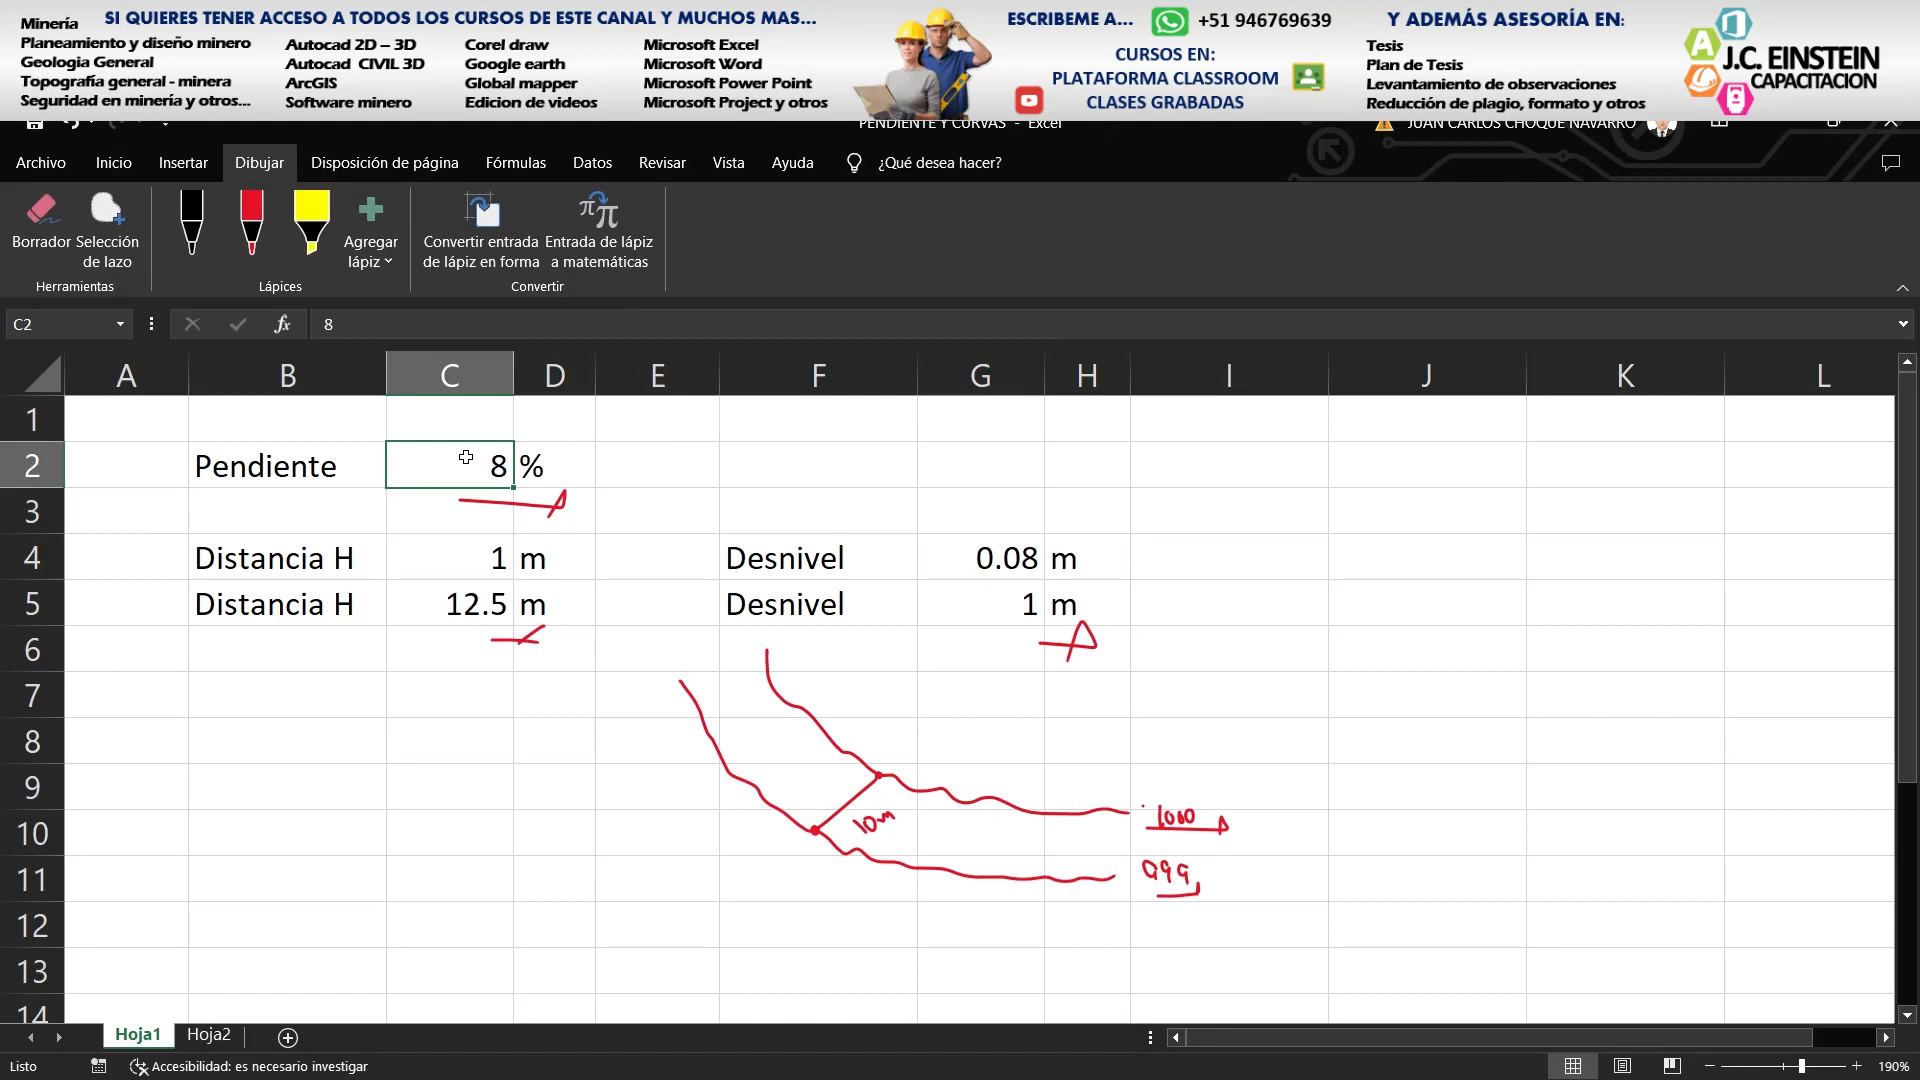 Minería
Planeamiento y diseño minero
Geologia General
Topografía general - minera
Seguridad en minería y otros...
SI QUIERES TENER ACCESO A TODOS LOS CURSOS DE ESTE CANAL Y MUCHOS MAS...
Autocad 2D – 3D
Autocad CIVIL 3D
ArcGIS
Software minero
Corel draw
Google earth
Global mapper
Edicion de videos
Microsoft Excel
Microsoft Word
Microsoft Power Point
Microsoft Project y otros
ESCRIBEME A...
+51 946769639
CURSOS EN:
PLATAFORMA CLASSROOM
CLASES GRABADAS
Y ADEMÁS ASESORÍA EN:
Tesis
Plan de Tesis
Levantamiento de observaciones
Reducción de plagio, formato y otros
J.C. EINSTEIN
CAPACITACION
PENDIENTE Y CURVAS - Excel
JUAN CARLOS CHOQUE NAVARRO
Archivo Inicio Insertar Dibujar Disposición de página Fórmulas Datos Revisar Vista Ayuda ¿Qué desea hacer?
Borrador
Selección de lazo
Agregar lápiz
Convertir entrada de lápiz en forma
Entrada de lápiz a matemáticas
Herramientas
Lápices
Convertir
C2
fx
8
A B C D E F G H I J K L
1
2 Pendiente 8 %
3
4 Distancia H 1 m Desnivel 0.08 m
5 Distancia H 12.5 m Desnivel 1 m
6
7
8
9
10
11
12
13
14
10m
1000
999
Hoja1 Hoja2
Listo
Accesibilidad: es necesario investigar
190%